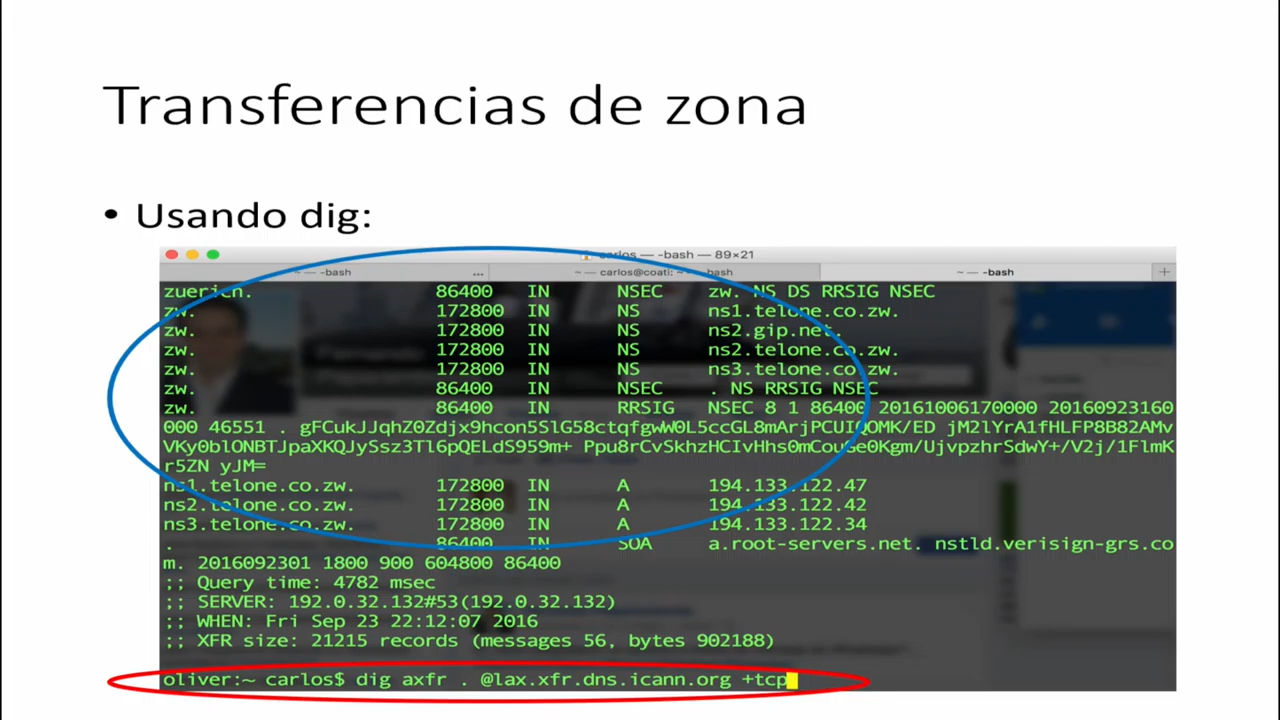 Transferencias de zona
• Usando dig:
carlos — -bash — 89×21
~ — -bash ... ~ — carlos@coati: ~ — -bash ~ — -bash +
zuerich. 86400 IN NSEC zw. NS DS RRSIG NSEC
zw. 172800 IN NS ns1.telone.co.zw.
zw. 172800 IN NS ns2.gip.net.
zw. 172800 IN NS ns2.telone.co.zw.
zw. 172800 IN NS ns3.telone.co.zw.
zw. 86400 IN NSEC . NS RRSIG NSEC
zw. 86400 IN RRSIG NSEC 8 1 86400 20161006170000 20160923160
000 46551 . gFCukJJqhZ0Zdjx9hcon5SlG58ctqfgwW0L5ccGL8mArjPCUIQOMK/ED jM2lYrA1fHLFP8B82AMv
VKy0blONBTJpaXKQJySsz3Tl6pQELdS959m+ Ppu8rCvSkhzHCIvHhs0mCouGe0Kgm/UjvpzhrSdwY+/V2j/1FlmK
r5ZN yJM=
ns1.telone.co.zw. 172800 IN A 194.133.122.47
ns2.telone.co.zw. 172800 IN A 194.133.122.42
ns3.telone.co.zw. 172800 IN A 194.133.122.34
. 86400 IN SOA a.root-servers.net. nstld.verisign-grs.co
m. 2016092301 1800 900 604800 86400
;; Query time: 4782 msec
;; SERVER: 192.0.32.132#53(192.0.32.132)
;; WHEN: Fri Sep 23 22:12:07 2016
;; XFR size: 21215 records (messages 56, bytes 902188)
oliver:~ carlos$ dig axfr . @lax.xfr.dns.icann.org +tcp